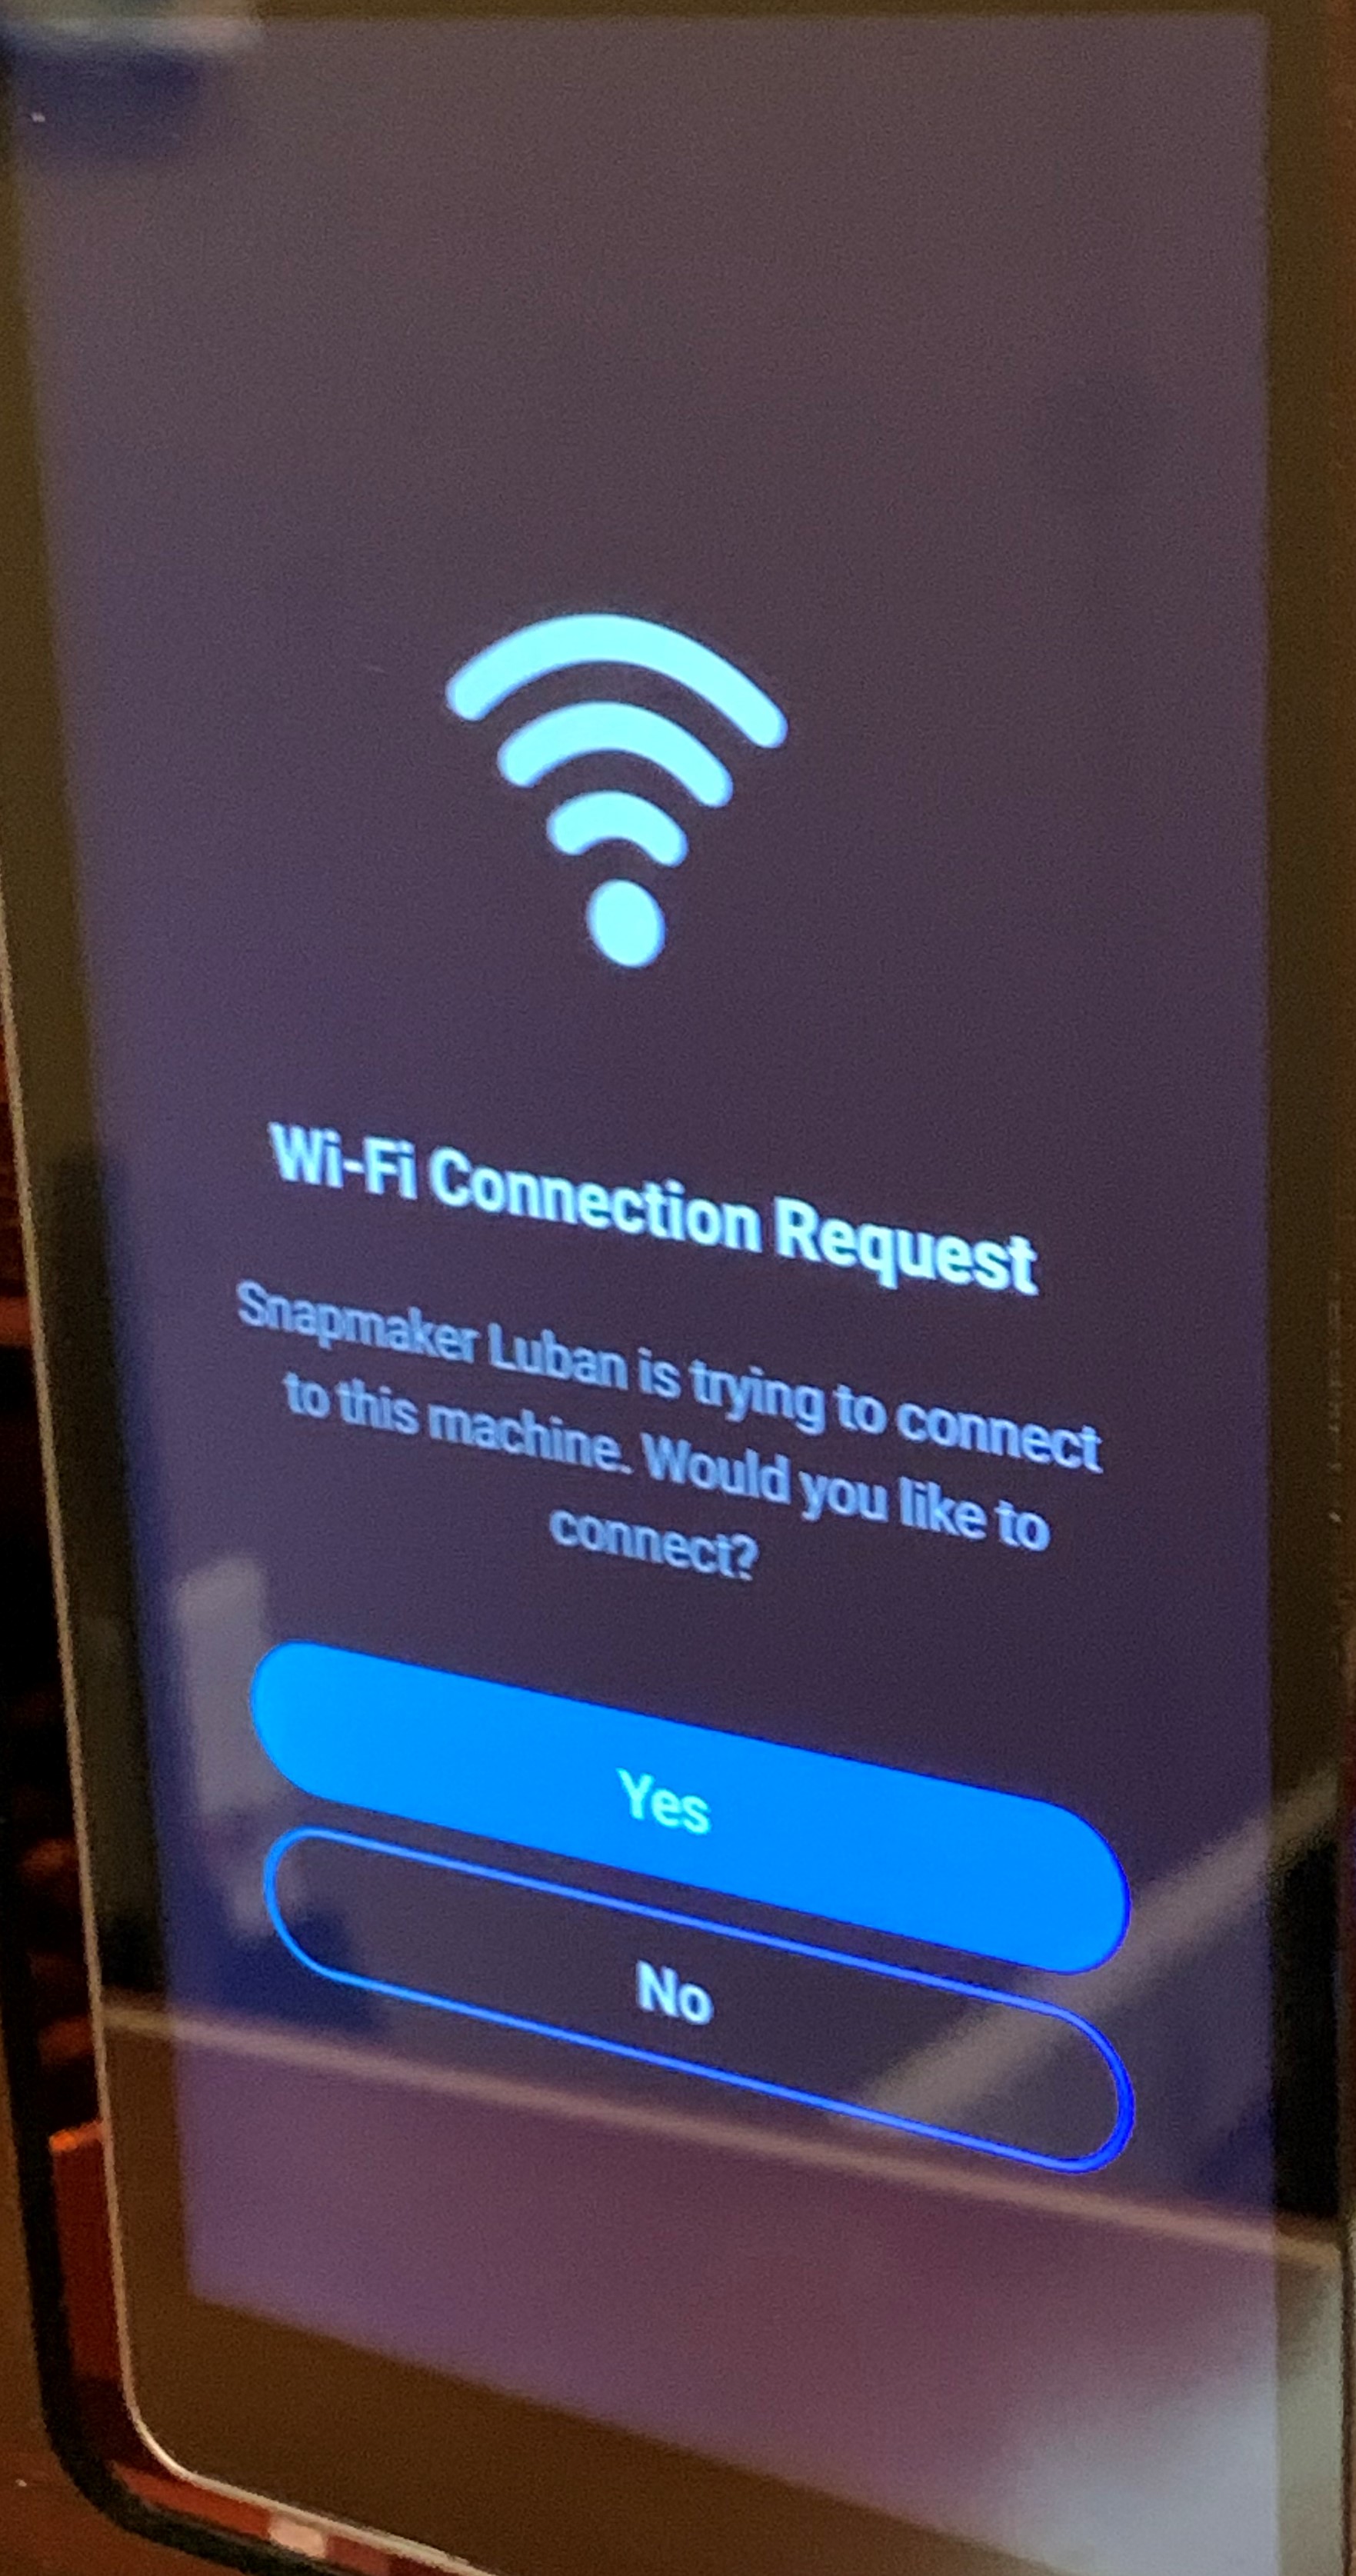 Wi-Fi Connection Request
Snapmaker Luban is trying to connect
to this machine. Would you like to
connect?
Yes
No